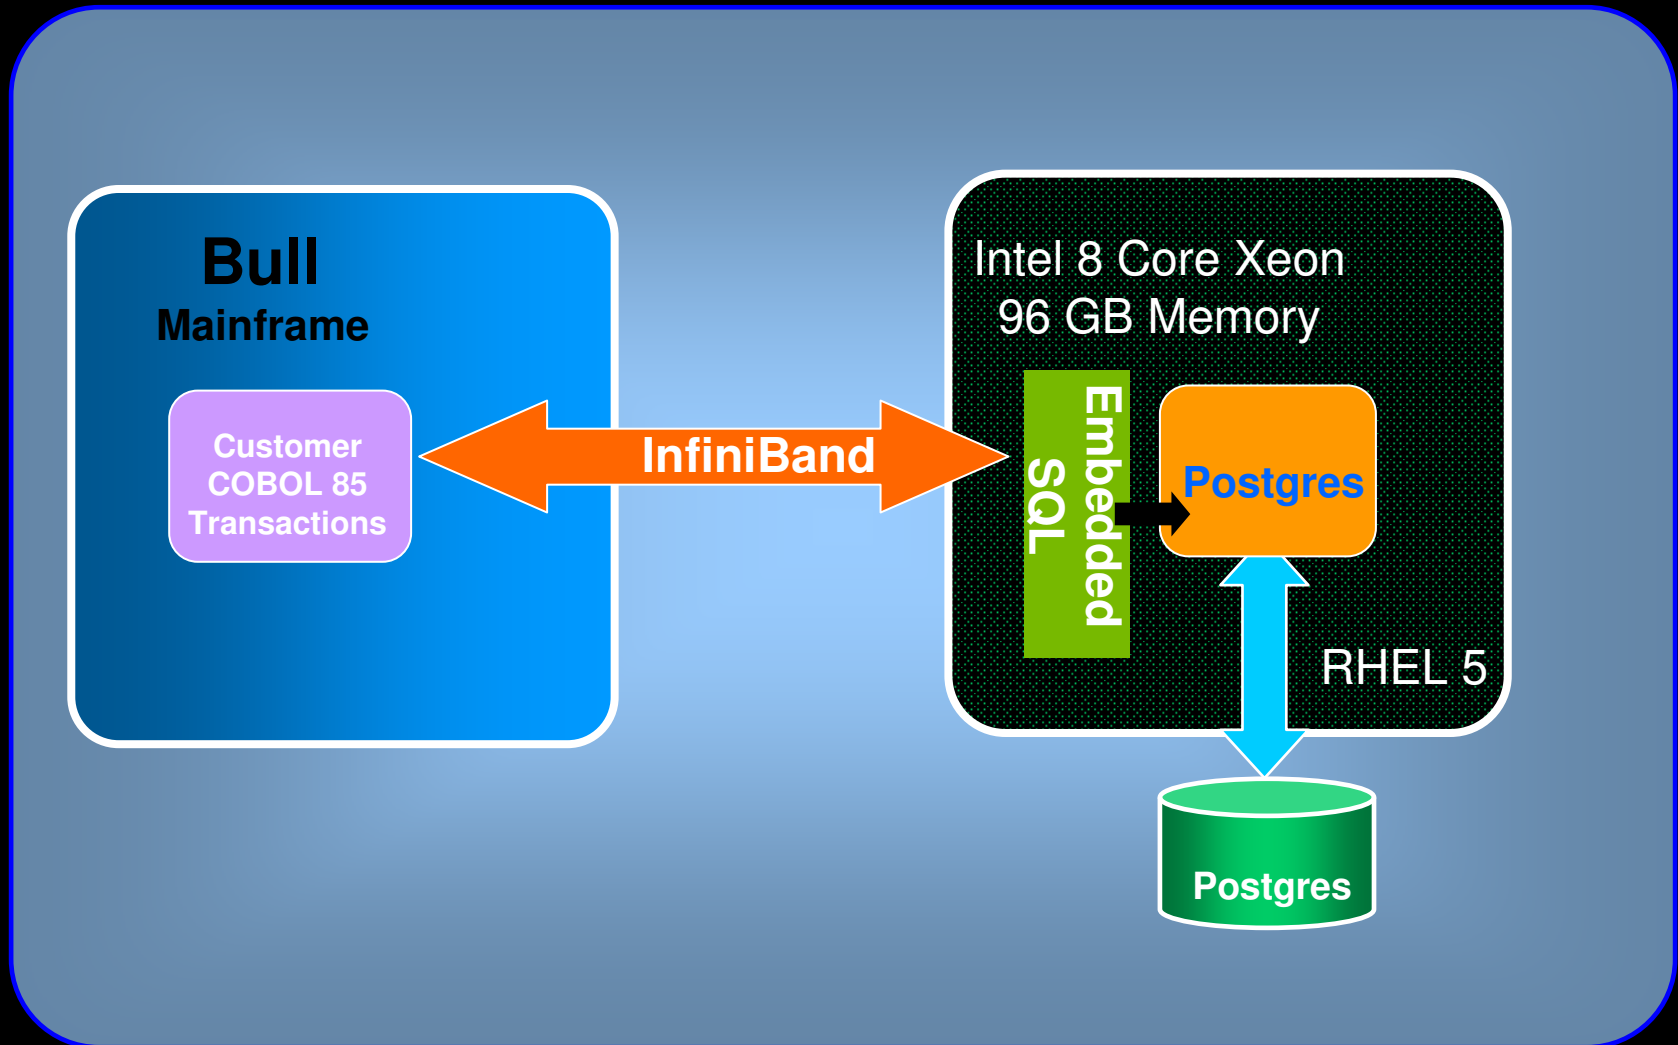 Bull
Mainframe
Customer
COBOL 85
Transactions
InfiniBand
Intel 8 Core Xeon
96 GB Memory
Embedded
SQL
Postgres
RHEL 5
Postgres